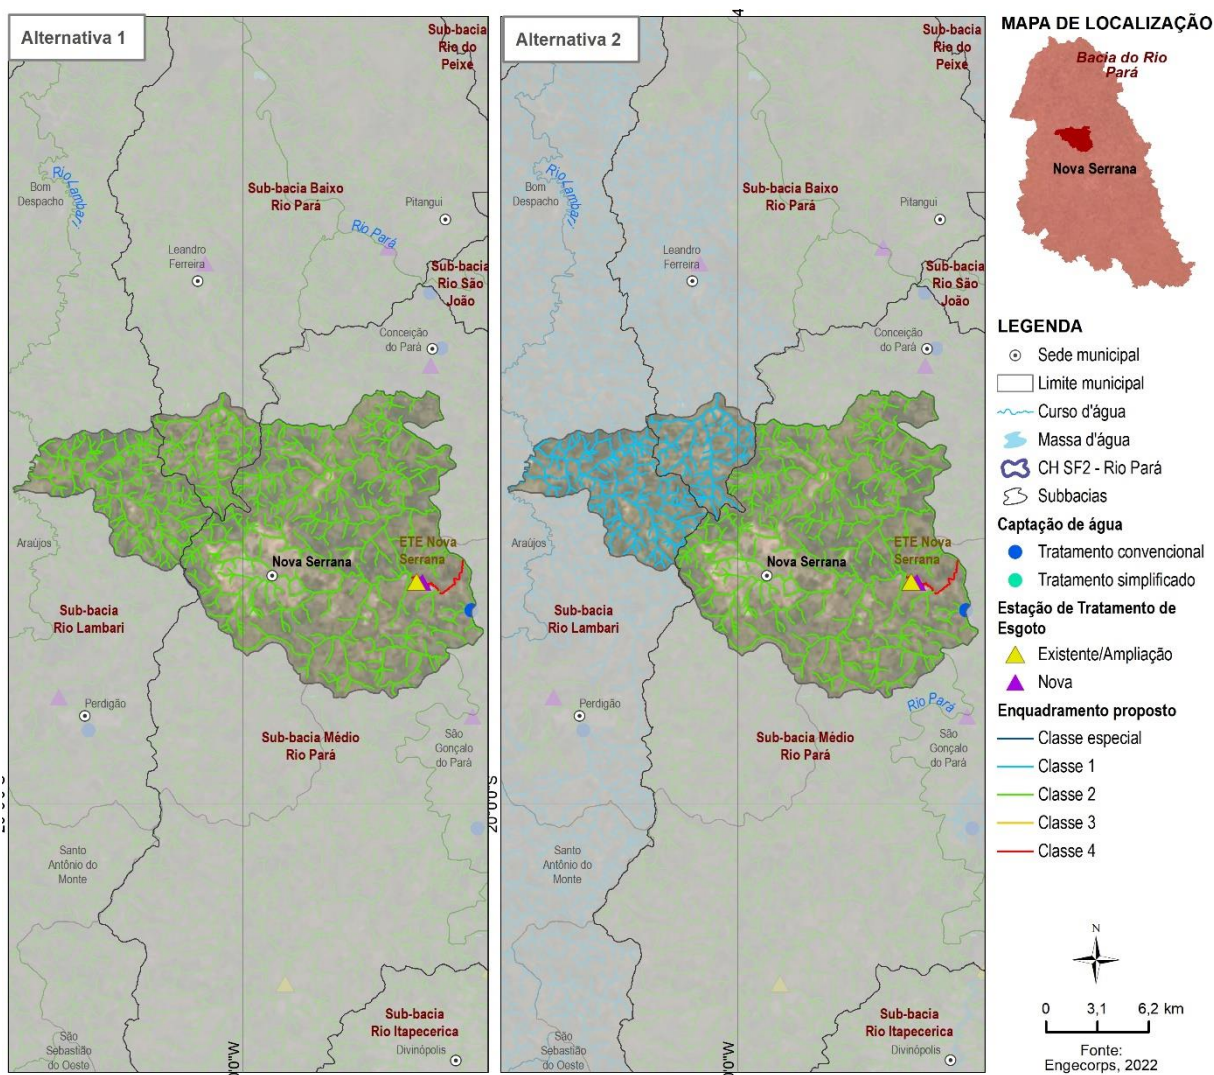 Alternativa 1
Sub-bacia
Rio do
Peixe
Bom
Despacho
Rio Lambari
Sub-bacia Baixo
Rio Pará
Pitangui
Rio Pará
Leandro
Ferreira
Sub-bacia
Rio São
João
Conceição
do Pará
Araújos
ETE Nova
Serrana
Nova Serrana
Sub-bacia
Rio Lambari
Perdigão
Sub-bacia Médio
Rio Pará
São
Gonçalo
do Pará
Santo
Antônio do
Monte
Sub-bacia
Rio Itapecerica
São
Sebastião
do Oeste
Divinópolis
0'0"W
20°0'0"S
Alternativa 2
4
Sub-bacia
Rio do
Peixe
Bom
Despacho
Rio Lambari
Sub-bacia Baixo
Rio Pará
Pitangui
Leandro
Ferreira
Sub-bacia
Rio São
João
Conceição
do Pará
Araújos
ETE Nova
Serrana
Nova Serrana
Sub-bacia
Rio Lambari
Perdigão
Rio Pará
Sub-bacia Médio
Rio Pará
São
Gonçalo
do Pará
Santo
Antônio do
Monte
Sub-bacia
Rio Itapecerica
São
Sebastião
do Oeste
Divinópolis
0'0"W
MAPA DE LOCALIZAÇÃO
Bacia do Rio
Pará
Nova Serrana
LEGENDA
Sede municipal
Limite municipal
Curso d'água
Massa d'água
CH SF2 - Rio Pará
Subbacias
Captação de água
Tratamento convencional
Tratamento simplificado
Estação de Tratamento de
Esgoto
Existente/Ampliação
Nova
Enquadramento proposto
Classe especial
Classe 1
Classe 2
Classe 3
Classe 4
N
0 3,1 6,2 km
Fonte:
Engecorps, 2022